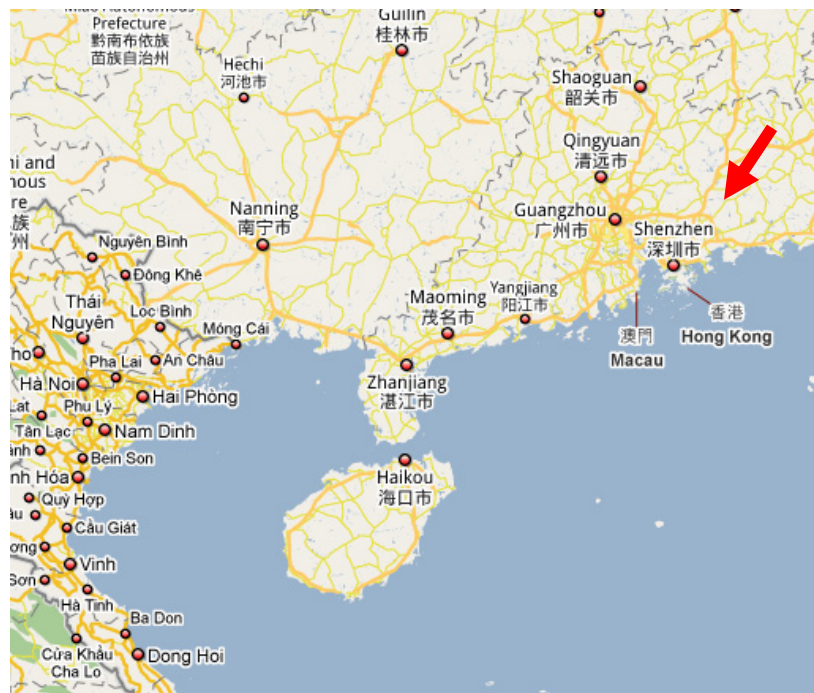 Prefecture
黔南布依族
苗族自治州
Guilin
桂林市
Hechi
河池市
Shaoguan
韶关市
Qingyuan
清远市
Guangzhou
广州市
Shenzhen
深圳市
Nanning
南宁市
Nguyên Bình
Đông Khê
Thái
Nguyên
Loc Bình
Móng Cái
Maoming
茂名市
Yangjiang
阳江市
澳門
Macau
香港
Hong Kong
Pha Lai
An Châu
Hà Noi
Hai Phòng
Zhanjiang
湛江市
Phu Lý
Tân Lạc
Nam Dinh
Bein Son
Haikou
海口市
Quỳ Hợp
Cầu Giát
Vinh
Hà Tinh
Ba Don
Cửa Khẩu
Cha Lo
Dong Hoi